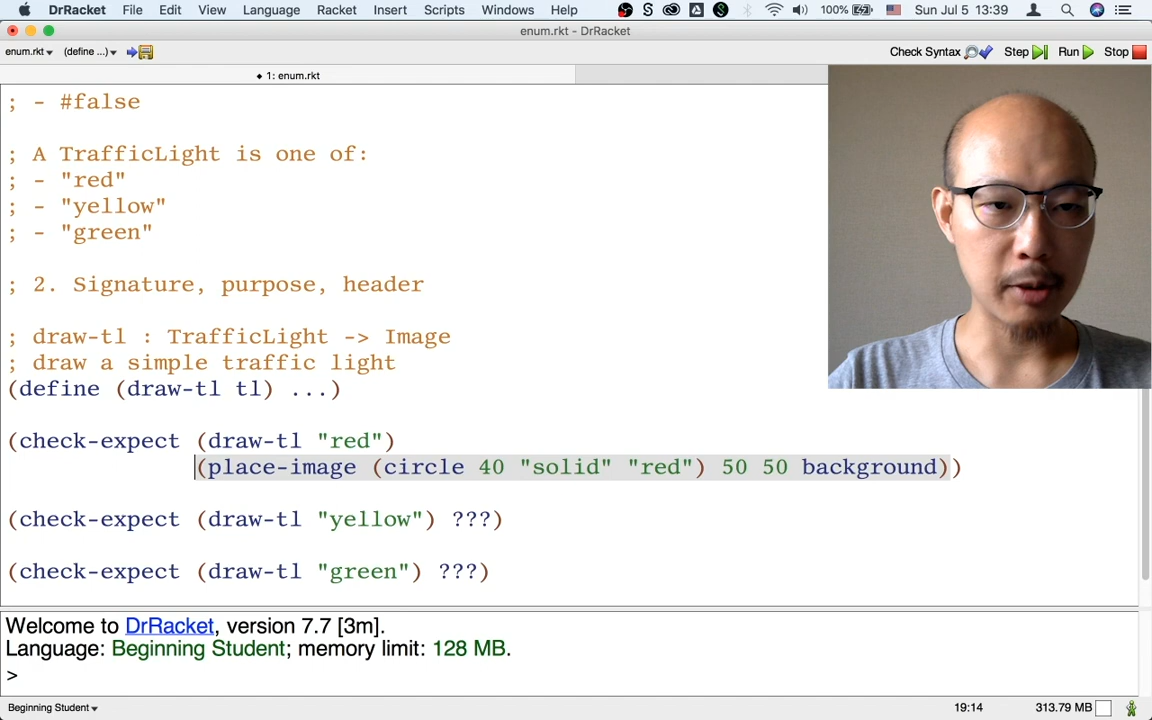 DrRacket File Edit View Language Racket Insert Scripts Windows Help 100% Sun Jul 5 13:39
enum.rkt - DrRacket
enum.rkt (define ...) Check Syntax Step Run Stop
1: enum.rkt
; - #false
; A TrafficLight is one of:
; - "red"
; - "yellow"
; - "green"
; 2. Signature, purpose, header
; draw-tl : TrafficLight -> Image
; draw a simple traffic light
(define (draw-tl tl) ...)
(check-expect (draw-tl "red")
(place-image (circle 40 "solid" "red") 50 50 background))
(check-expect (draw-tl "yellow") ???)
(check-expect (draw-tl "green") ???)
Welcome to DrRacket, version 7.7 [3m].
Language: Beginning Student; memory limit: 128 MB.
>
Beginning Student 19:14 313.79 MB